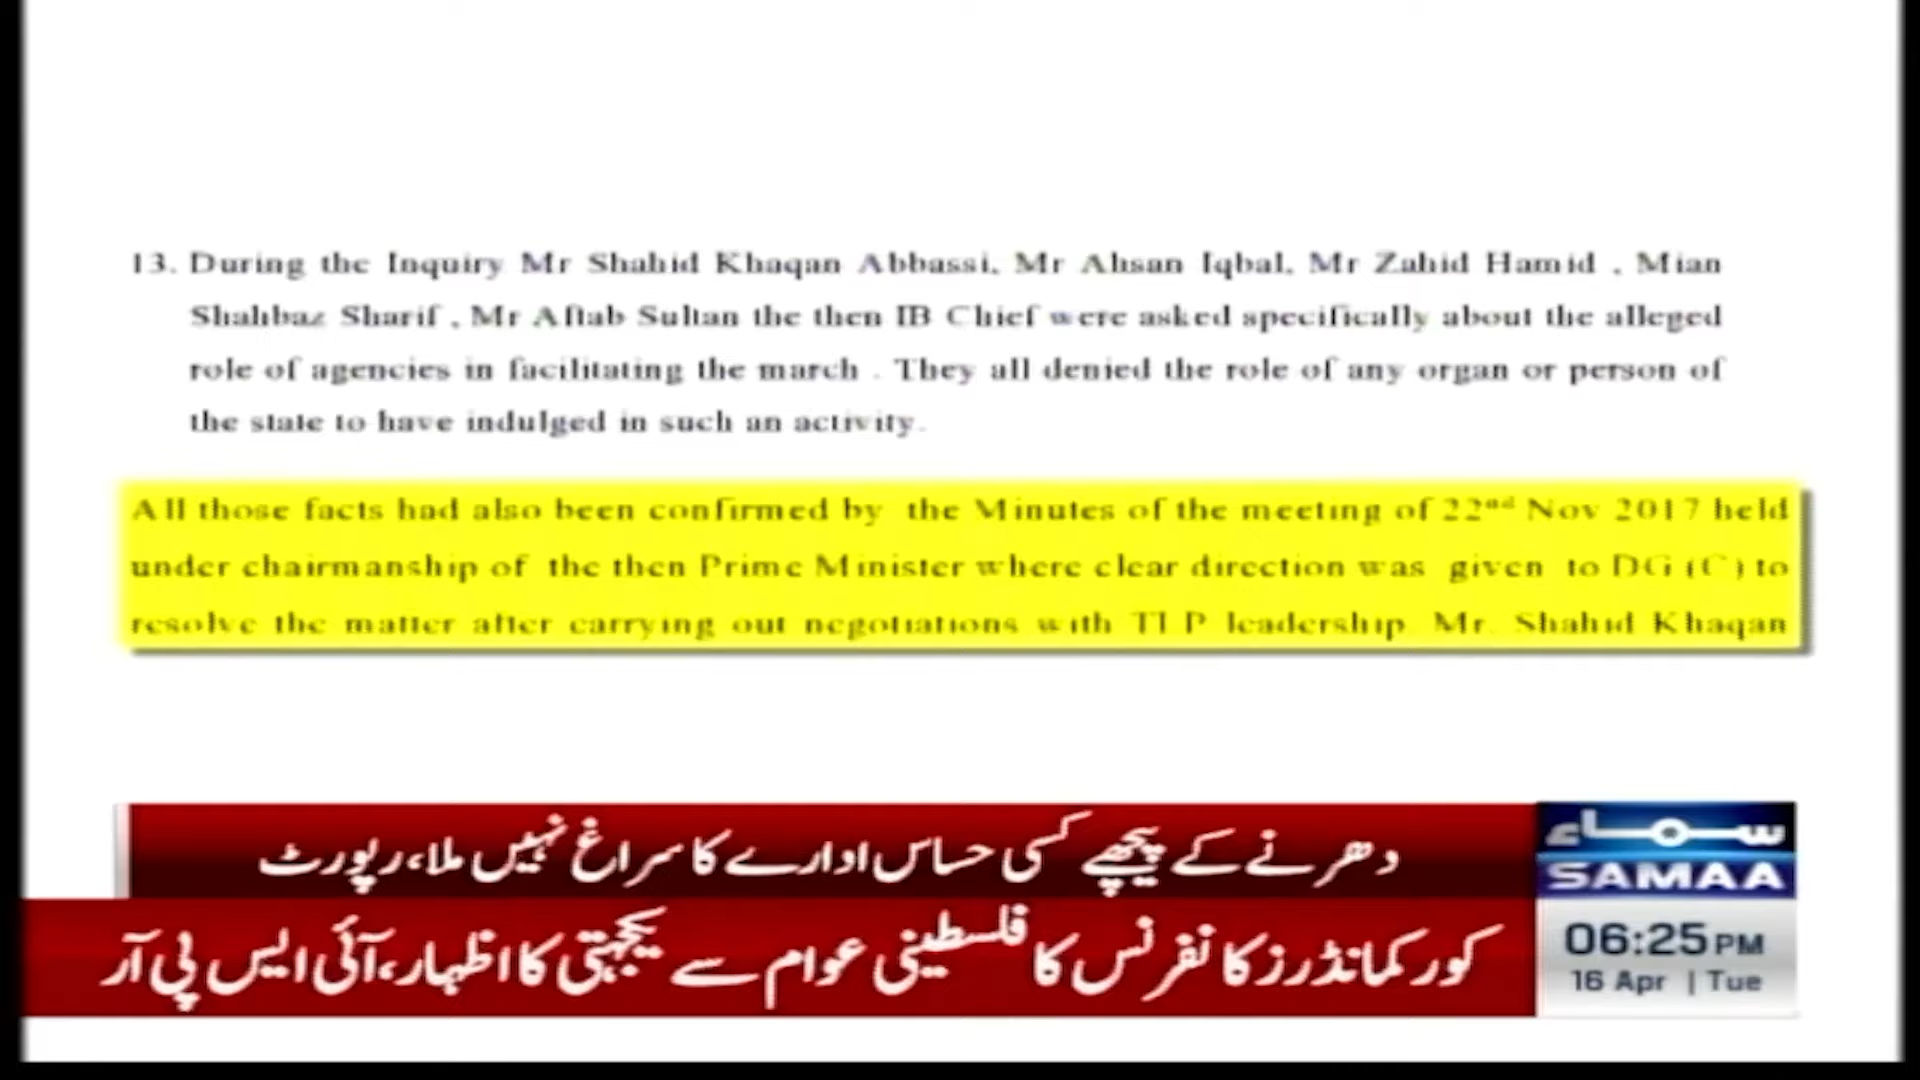 13. During the Inquiry Mr Shahid Khaqan Abbassi, Mr Ahsan Iqbal, Mr Zahid Hamid , Mian
Shahbaz Sharif , Mr Aftab Sultan the then IB Chief were asked specifically about the alleged
role of agencies in facilitating the march . They all denied the role of any organ or person of
the state to have indulged in such an activity.
All those facts had also been confirmed by the Minutes of the meeting of 22nd Nov 2017 held
under chairmanship of the then Prime Minister where clear direction was given to DG (C) to
resolve the matter after carrying out negotiations with TLP leadership. Mr. Shahid Khaqan
دھرنے کے پیچھے کسی حساس ادارے کا سراغ نہیں ملا، رپورٹ
سماء
SAMAA
کور کمانڈرز کانفرنس کا فلسطینی عوام سے یکجہتی کا اظہار، آئی ایس پی آر
06:25 PM
16 Apr | Tue